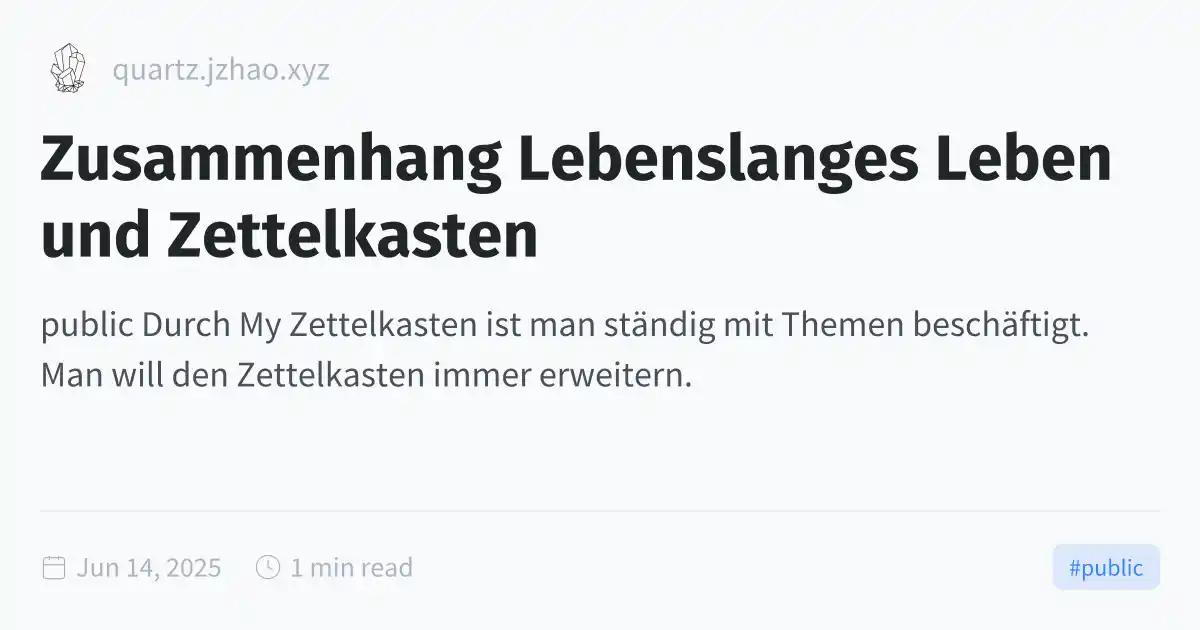 quartz.jzhao.xyz
Zusammenhang Lebenslanges Leben
und Zettelkasten
public Durch My Zettelkasten ist man ständig mit Themen beschäftigt.
Man will den Zettelkasten immer erweitern.
Jun 14, 2025 1 min read #public